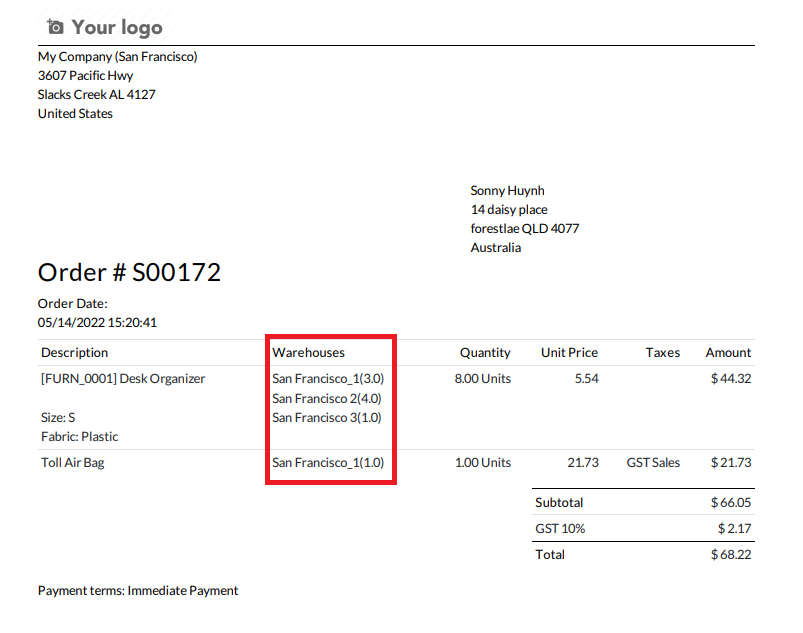 Your logo
My Company (San Francisco)
3607 Pacific Hwy
Slacks Creek AL 4127
United States
Sonny Huynh
14 daisy place
forestlae QLD 4077
Australia
Order # S00172
Order Date:
05/14/2022 15:20:41
Description Warehouses Quantity Unit Price Taxes Amount
[FURN_0001] Desk Organizer San Francisco_1(3.0) 8.00 Units 5.54 $ 44.32
San Francisco 2(4.0)
Size: S San Francisco 3(1.0)
Fabric: Plastic
Toll Air Bag San Francisco_1(1.0) 1.00 Units 21.73 GST Sales $ 21.73
Subtotal $ 66.05
GST 10% $ 2.17
Total $ 68.22
Payment terms: Immediate Payment